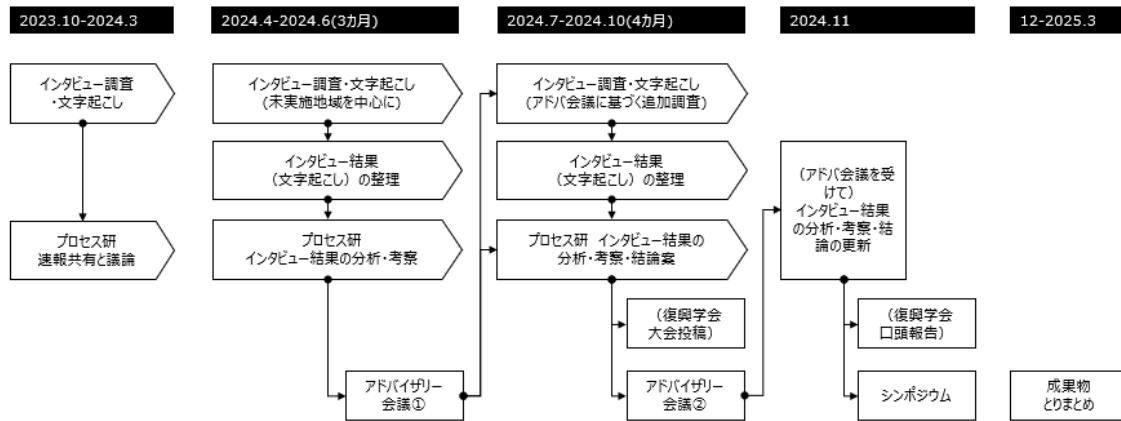 2023.10-2024.3
2024.4-2024.6(3カ月)
2024.7-2024.10(4カ月)
2024.11
12-2025.3
インタビュー調査
・文字起こし
プロセス研
速報共有と議論
インタビュー調査・文字起こし
(未実施地域を中心に)
インタビュー結果
（文字起こし）の整理
プロセス研
インタビュー結果の分析・考察
アドバイザリー
会議①
インタビュー調査・文字起こし
(アドバ会議に基づく追加調査)
インタビュー結果
（文字起こし）の整理
プロセス研 インタビュー結果の
分析・考察・結論案
（復興学会
大会投稿）
アドバイザリー
会議②
（アドバ会議を受
けて）
インタビュー結果
の分析・考察・結
論の更新
（復興学会
口頭報告）
シンポジウム
成果物
とりまとめ